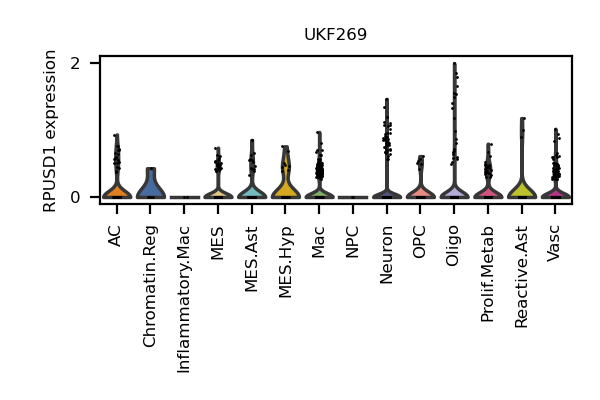 UKF269
RPUSD1 expression
2
0
AC
Chromatin.Reg
Inflammatory.Mac
MES
MES.Ast
MES.Hyp
Mac
NPC
Neuron
OPC
Oligo
Prolif.Metab
Reactive.Ast
Vasc